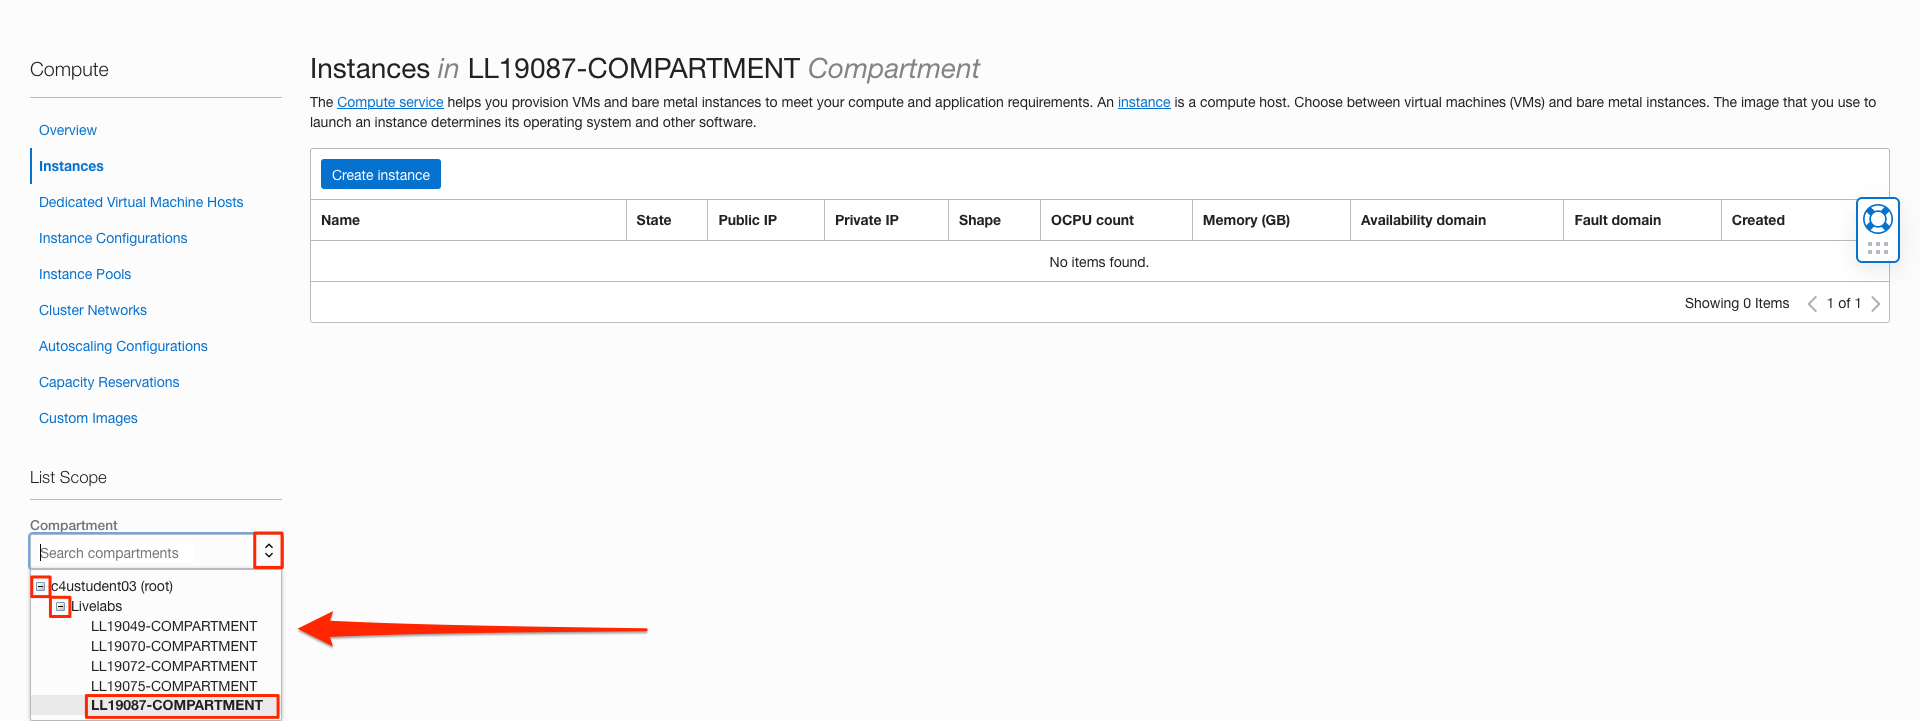 Compute
Overview
Instances
Dedicated Virtual Machine Hosts
Instance Configurations
Instance Pools
Cluster Networks
Autoscaling Configurations
Capacity Reservations
Custom Images
List Scope
Compartment
Search compartments
c4ustudent03 (root)
Livelabs
LL19049-COMPARTMENT
LL19070-COMPARTMENT
LL19072-COMPARTMENT
LL19075-COMPARTMENT
LL19087-COMPARTMENT
Instances in LL19087-COMPARTMENT Compartment
The Compute service helps you provision VMs and bare metal instances to meet your compute and application requirements. An instance is a compute host. Choose between virtual machines (VMs) and bare metal instances. The image that you use to
launch an instance determines its operating system and other software.
Create instance
Name State Public IP Private IP Shape OCPU count Memory (GB) Availability domain Fault domain Created
No items found.
Showing 0 Items 1 of 1